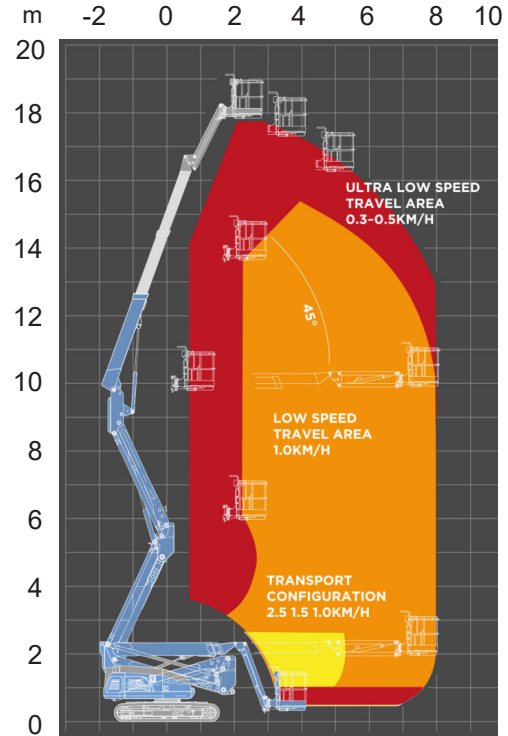 m -2 0 2 4 6 8 10
20
18
16
14
12
10
8
6
4
2
0
ULTRA LOW SPEED
TRAVEL AREA
0.3-0.5KM/H
45°
LOW SPEED
TRAVEL AREA
1.0KM/H
TRANSPORT
CONFIGURATION
2.5 1.5 1.0KM/H